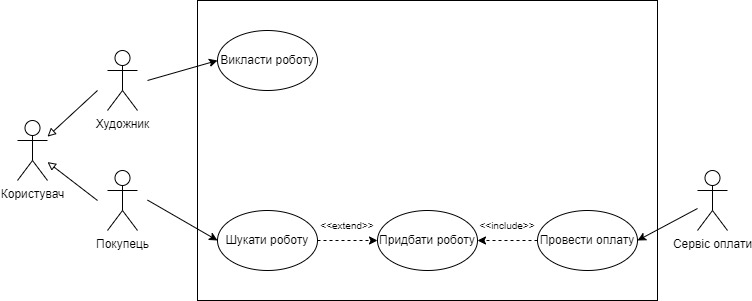 Викласти роботу
Художник
Користувач
Покупець
Шукати роботу
<<extend>>
Придбати роботу
<<include>>
Провести оплату
Сервіс оплати